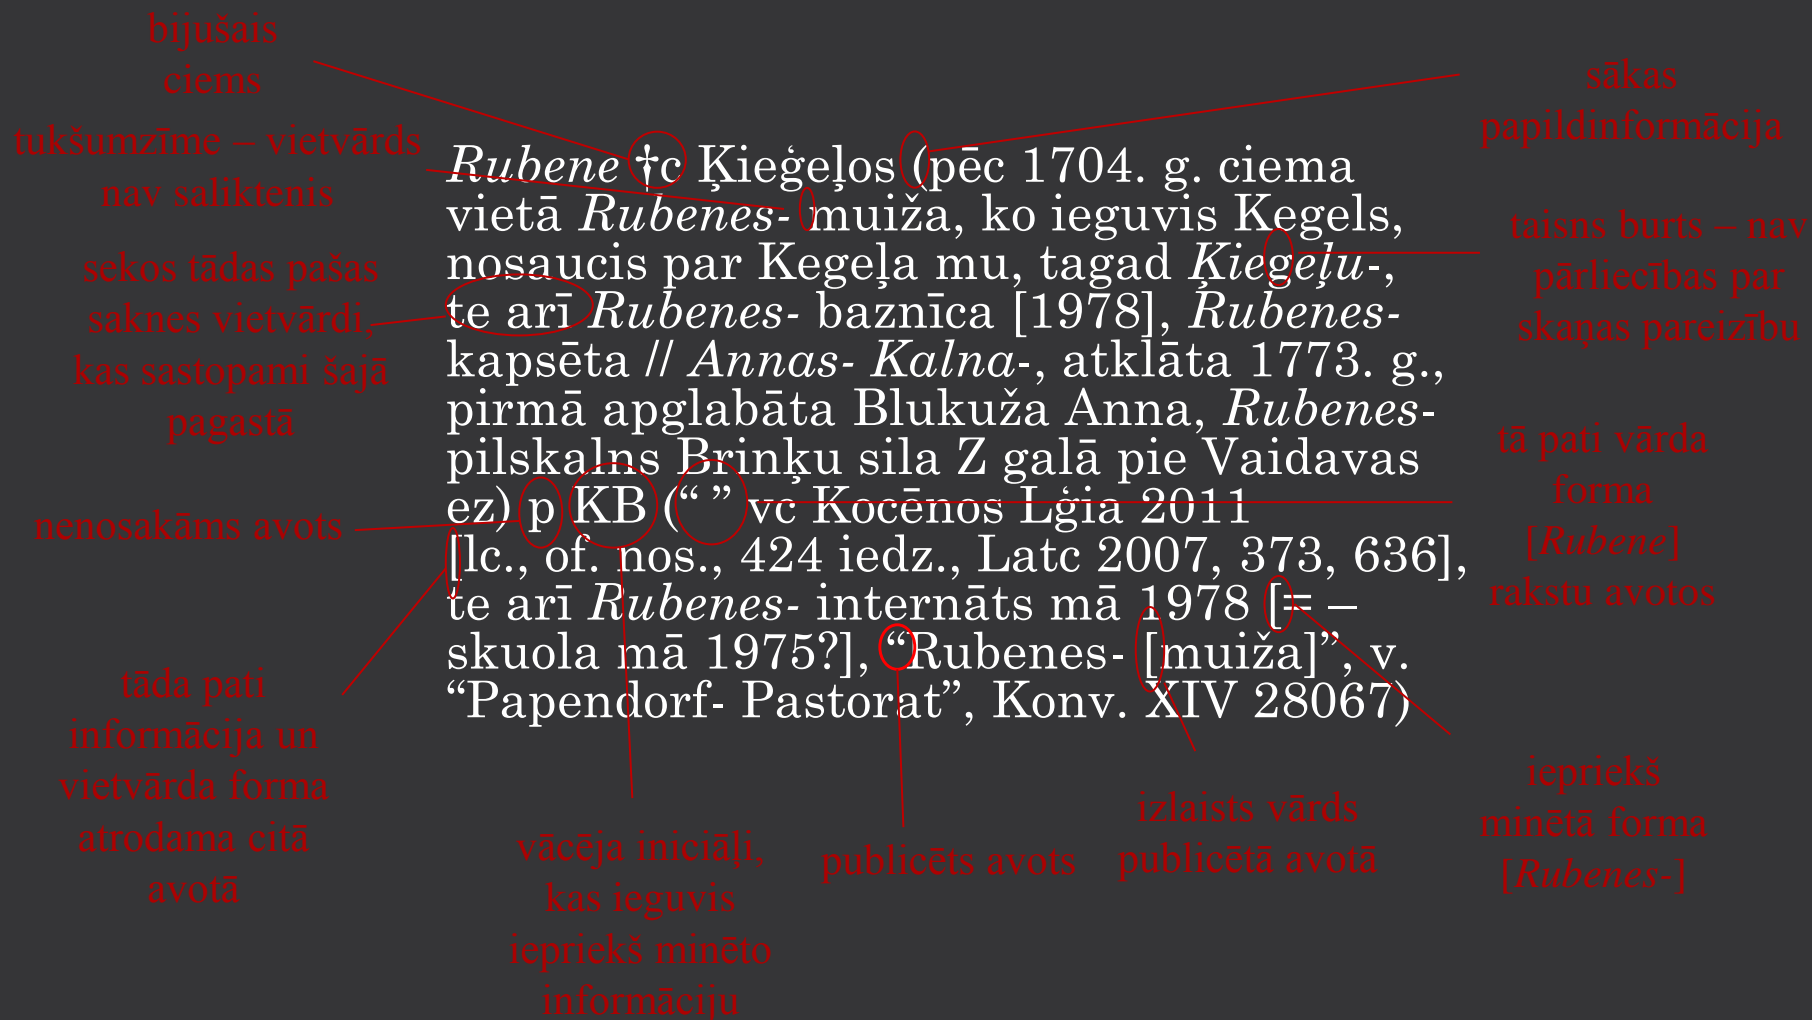 bijušais
ciems
tukšumzīme – vietvārds
nav saliktenis
sekos tādas pašas
saknes vietvārdi,
kas sastopami šajā
pagastā
nenosakāms avots
tāda pati
informācija un
vietvārda forma
atrodama citā
avotā
Rubene †c Ķieģeļos (pēc 1704. g. ciema
vietā Rubenes- muiža, ko ieguvis Ķegels,
nosaucis par Ķegeļa mu, tagad Ķiegeļu-,
te arī Rubenes- baznīca [1978], Rubenes-
kapsēta // Annas- Kalna-, atklāta 1773. g.,
pirmā apglabāta Blukuža Anna, Rubenes-
pilskalns Briņķu sila Z galā pie Vaidavas
ez) p KB (“ ” vc Kocēnos Lģia 2011
[lc., of. nos., 424 iedz., Latc 2007, 373, 636],
te arī Rubenes- internāts mā 1978 [= –
skuola mā 1975?], “Rubenes- [muiža]”, v.
“Papendorf- Pastorat”, Konv. XIV 28067)
vācēja iniciāļi,
kas ieguvis
iepriekš minēto
informāciju
publicēts avots
izlaists vārds
publicētā avotā
sākas
papildinformācija
taisns burts – nav
pārliecības par
skaņas pareizību
tā pati vārda
forma
[Rubene]
rakstu avotos
iepriekš
minētā forma
[Rubenes-]